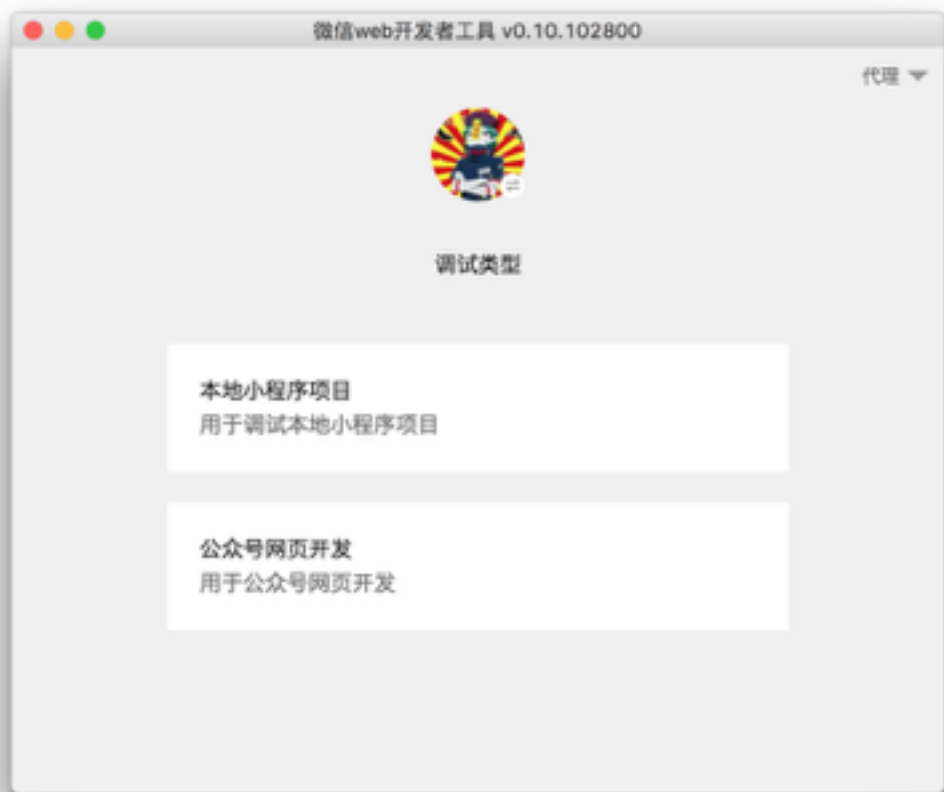 微信web开发者工具 v0.10.102800
代理
调试类型
本地小程序项目
用于调试本地小程序项目
公众号网页开发
用于公众号网页开发